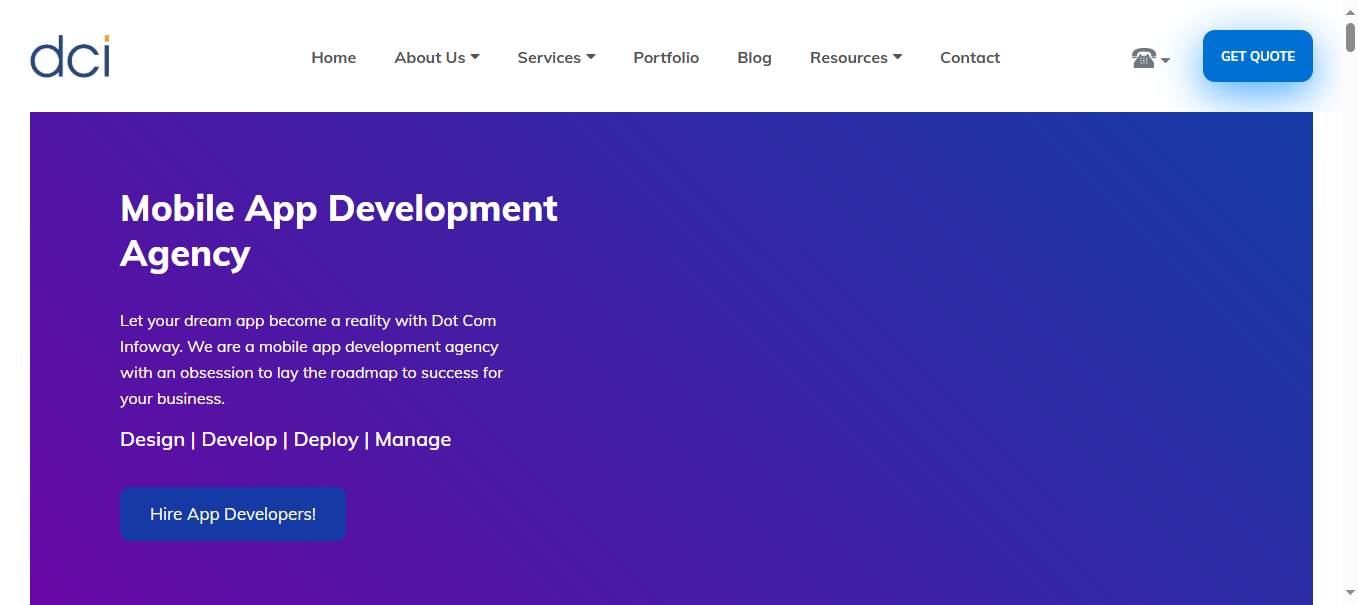 dci
Home About Us Services Portfolio Blog Resources Contact
GET QUOTE
Mobile App Development
Agency
Let your dream app become a reality with Dot Com
Infoway. We are a mobile app development agency
with an obsession to lay the roadmap to success for
your business.
Design | Develop | Deploy | Manage
Hire App Developers!